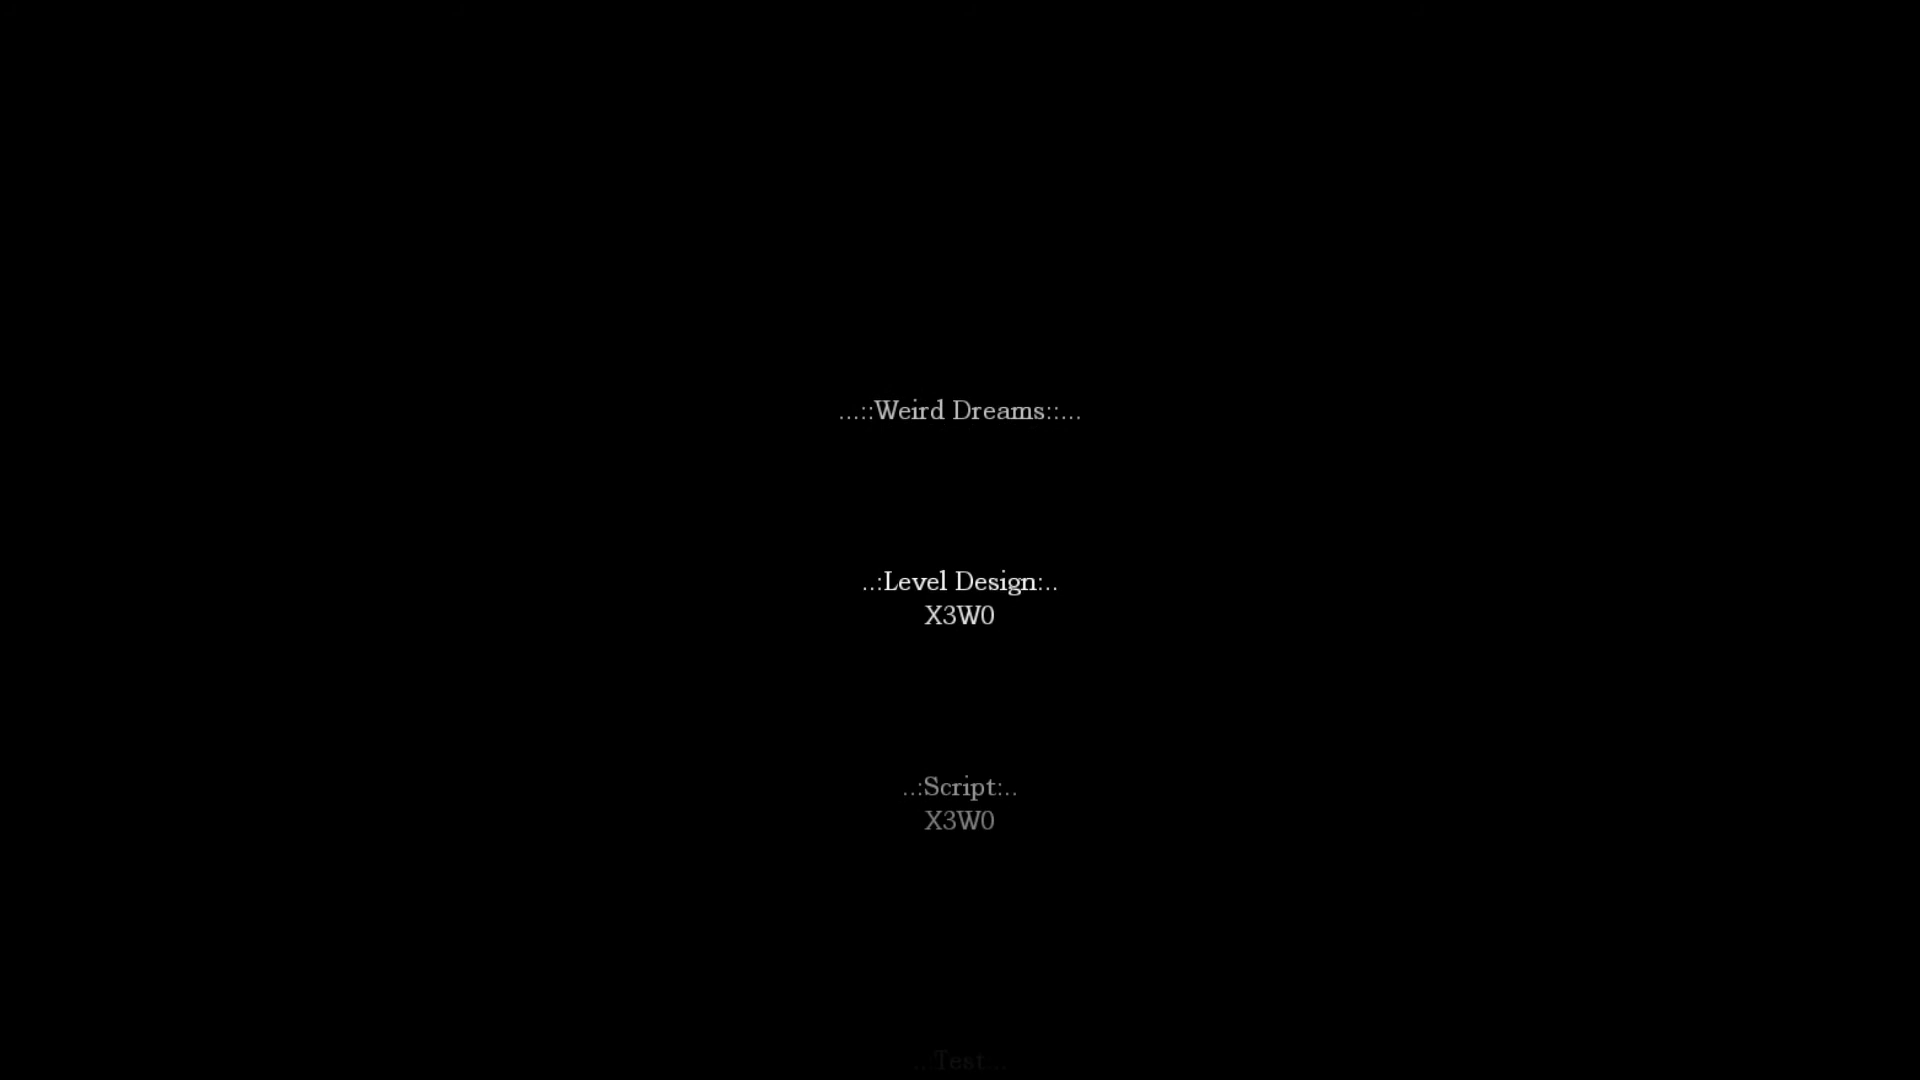 ...::Weird Dreams::...
..:Level Design:..
X3W0
..:Script:..
X3W0
..:Test:..